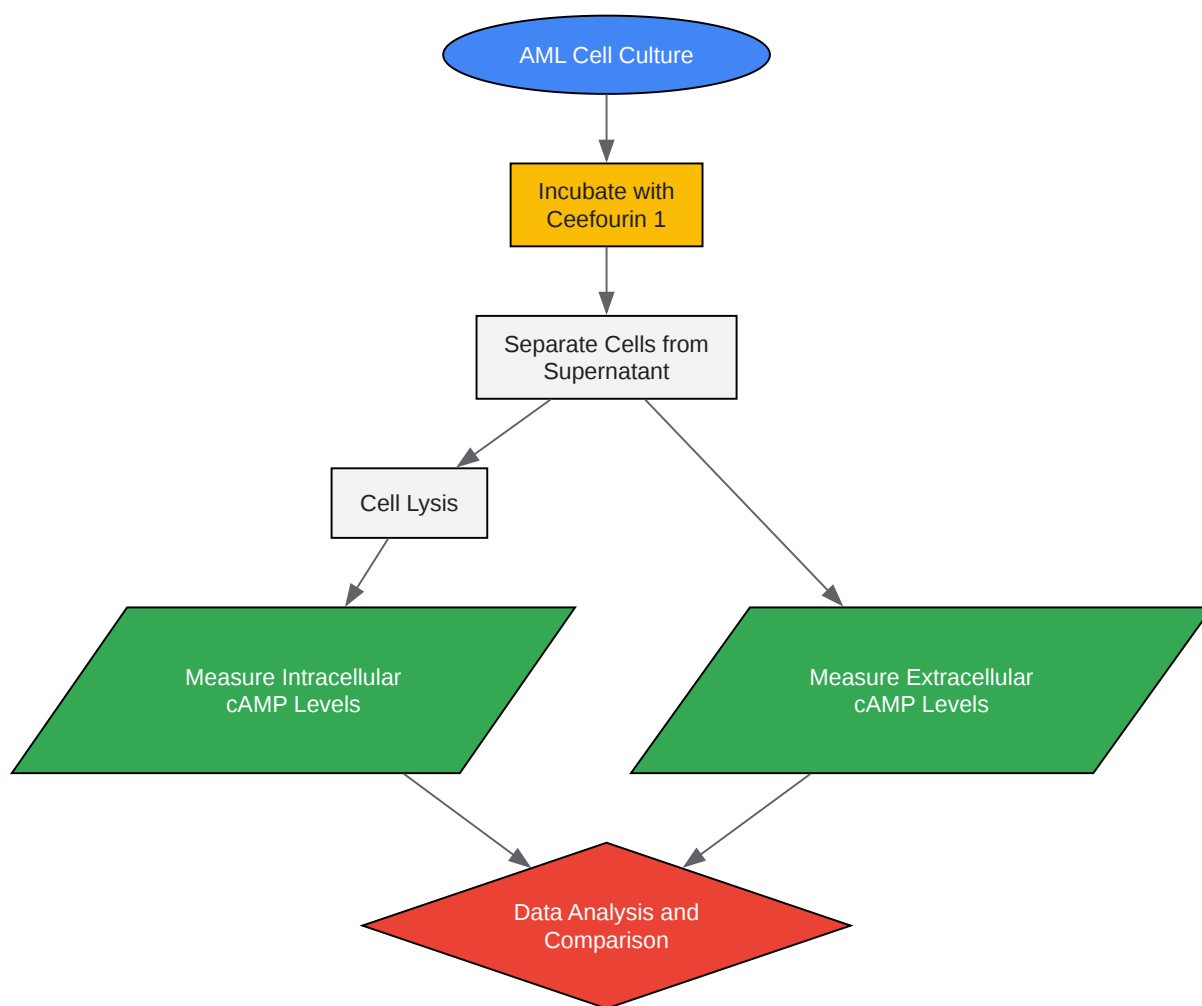 AML Cell Culture
Incubate with
Ceefourin 1
Separate Cells from
Supernatant
Cell Lysis
Measure Intracellular
cAMP Levels
Measure Extracellular
cAMP Levels
Data Analysis and
Comparison